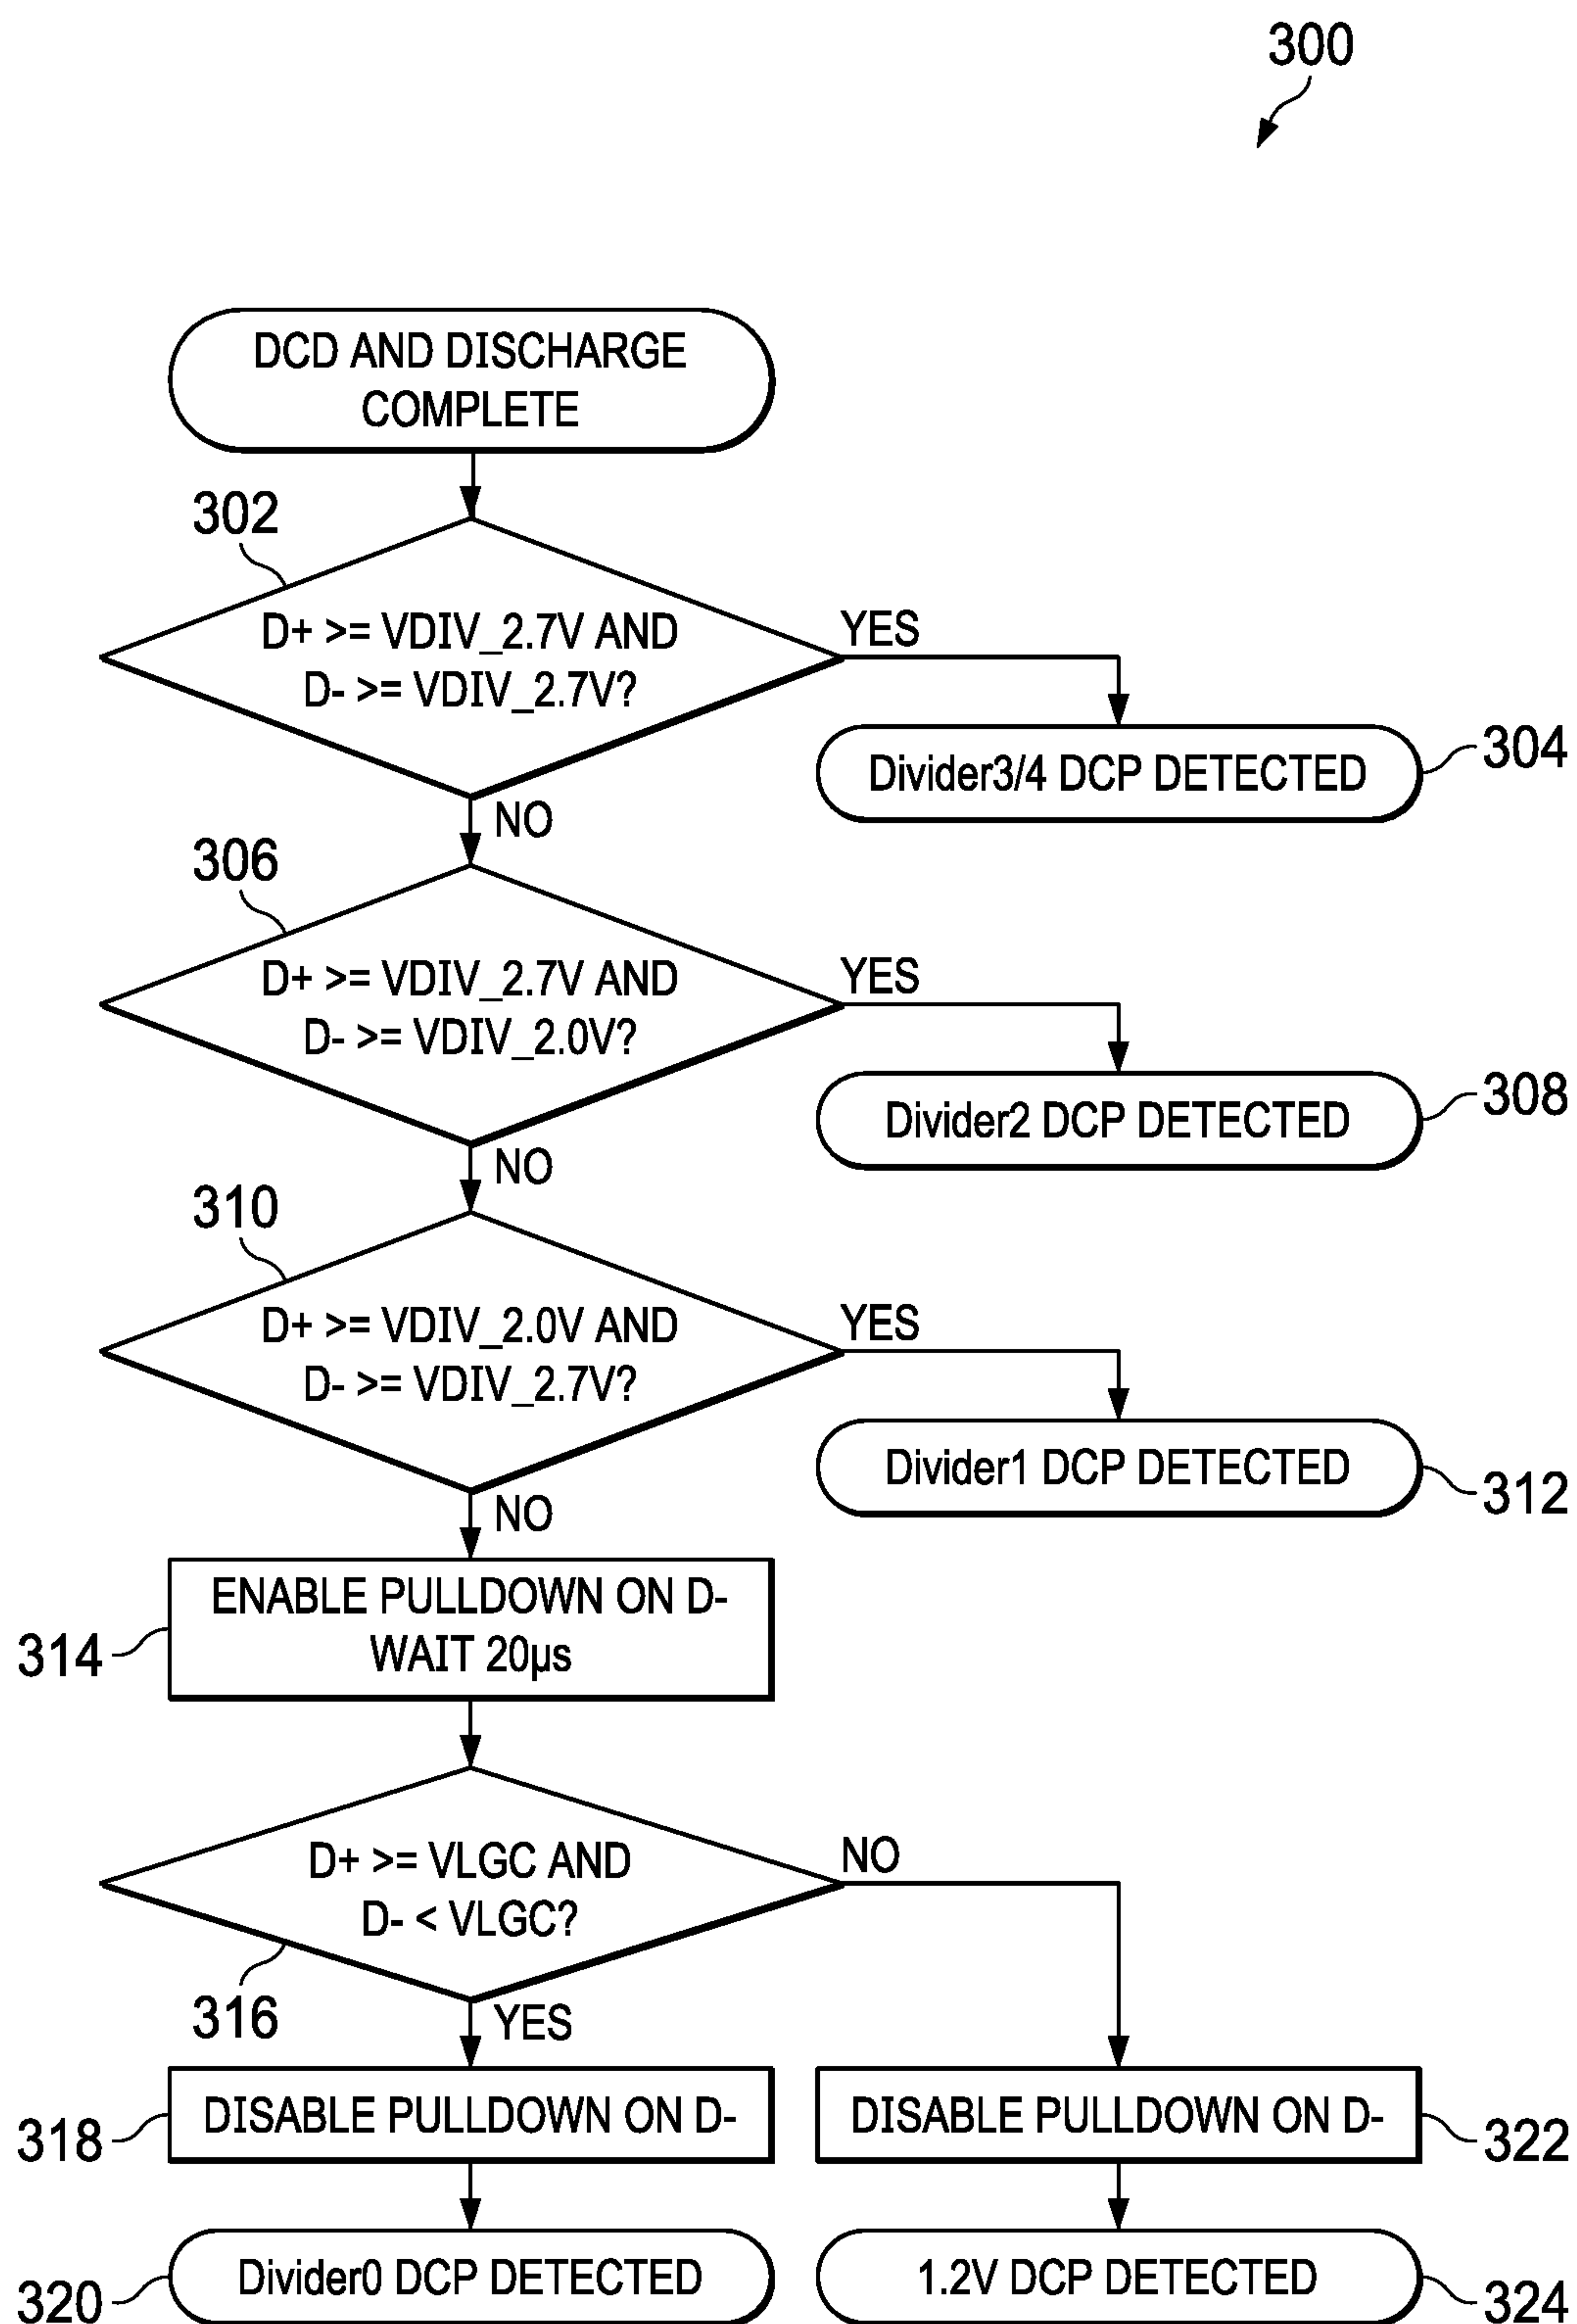 300
DCD AND DISCHARGE
COMPLETE
302
D+ >= VDIV_2.7V AND
D- >= VDIV_2.7V?
YES
Divider3/4 DCP DETECTED
304
NO
306
D+ >= VDIV_2.7V AND
D- >= VDIV_2.0V?
YES
Divider2 DCP DETECTED
308
NO
310
D+ >= VDIV_2.0V AND
D- >= VDIV_2.7V?
YES
Divider1 DCP DETECTED
312
NO
ENABLE PULLDOWN ON D-
WAIT 20µs
314
D+ >= VLGC AND
D- < VLGC?
NO
316
YES
DISABLE PULLDOWN ON D-
318
DISABLE PULLDOWN ON D-
322
Divider0 DCP DETECTED
320
1.2V DCP DETECTED
324